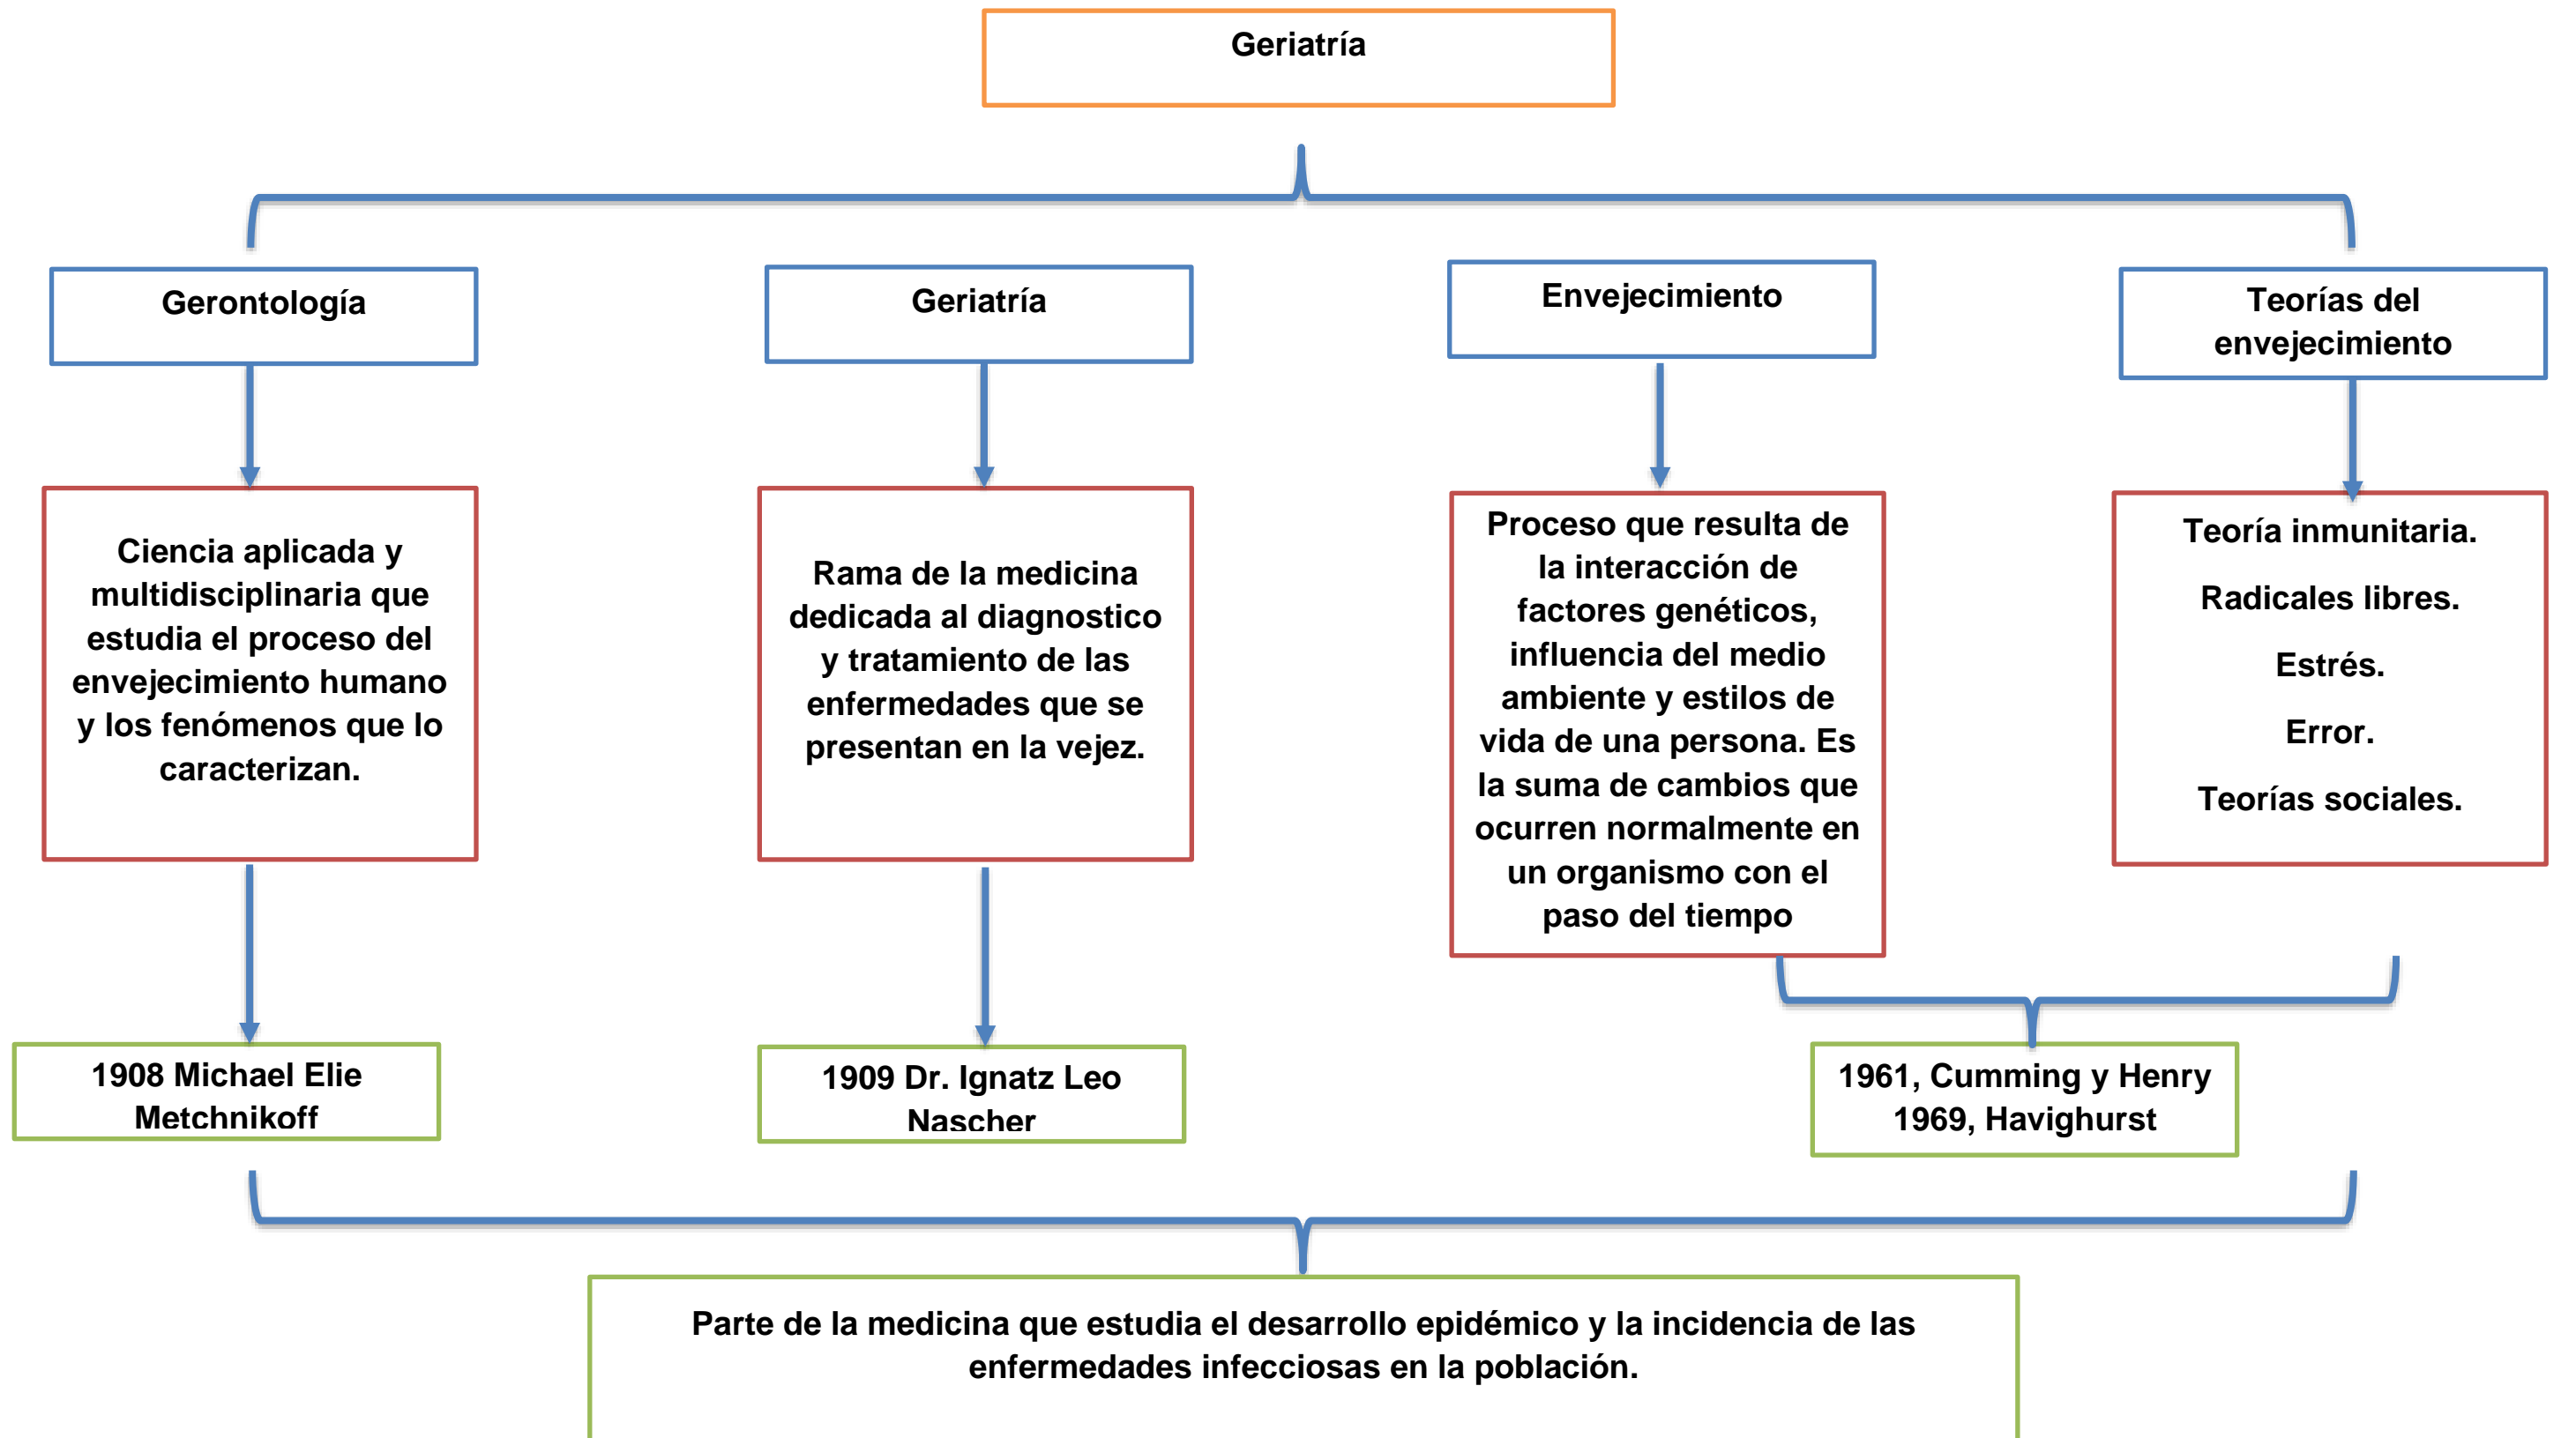 Geriatría
Gerontología
Geriatría
Envejecimiento
Teorías del
envejecimiento
Ciencia aplicada y
multidisciplinaria que
estudia el proceso del
envejecimiento humano
y los fenómenos que lo
caracterizan.
Rama de la medicina
dedicada al diagnostico
y tratamiento de las
enfermedades que se
presentan en la vejez.
Proceso que resulta de
la interacción de
factores genéticos,
influencia del medio
ambiente y estilos de
vida de una persona. Es
la suma de cambios que
ocurren normalmente en
un organismo con el
paso del tiempo
Teoría inmunitaria.
Radicales libres.
Estrés.
Error.
Teorías sociales.
1908 Michael Elie
Metchnikoff
1909 Dr. Ignatz Leo
Nascher
1961, Cumming y Henry
1969, Havighurst
Parte de la medicina que estudia el desarrollo epidémico y la incidencia de las
enfermedades infecciosas en la población.